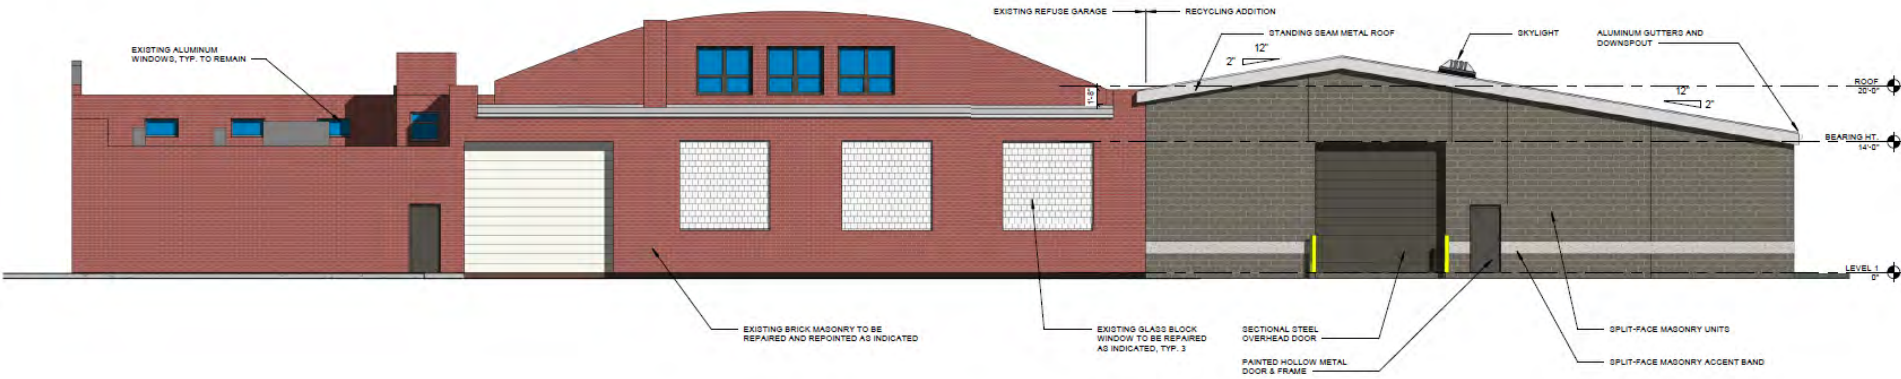 EXISTING REFUSE GARAGE
RECYCLING ADDITION
EXISTING ALUMINUM
WINDOWS, TYP. TO REMAIN
12"
2"
STANDING SEAM METAL ROOF
SKYLIGHT
ALUMINUM GUTTERS AND
DOWNSPOUT
1'-8"
12"
2"
ROOF
20'-0"
BEARING HT.
14'-0"
LEVEL 1
0"
EXISTING BRICK MASONRY TO BE
REPAIRED AND REPOINTED AS INDICATED
EXISTING GLASS BLOCK
WINDOW TO BE REPAIRED
AS INDICATED, TYP. 3
SECTIONAL STEEL
OVERHEAD DOOR
PAINTED HOLLOW METAL
DOOR & FRAME
SPLIT-FACE MASONRY UNITS
SPLIT-FACE MASONRY ACCENT BAND